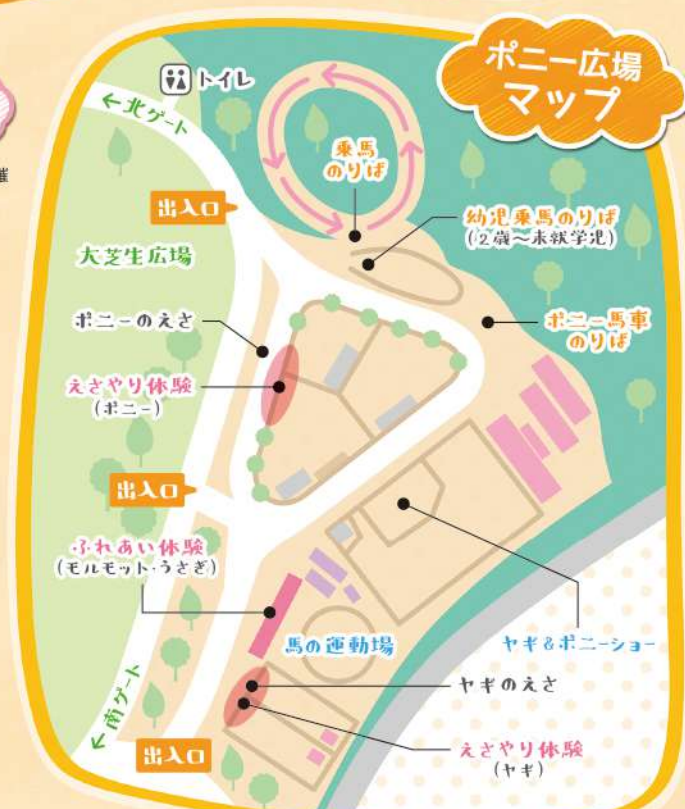 ポニー広場
マップ
トイレ
←北ゲート
催
乗馬
のりば
出入口
幼児乗馬のりば
(2歳〜未就学児)
大芝生広場
ポニーのえさ
ポニー馬車
のりば
えさやり体験
(ポニー)
出入口
ふれあい体験
(モルモット・うさぎ)
馬の運動場
ヤギ&ポニーショー
ヤギのえさ
←南ゲート
出入口
えさやり体験
(ヤギ)